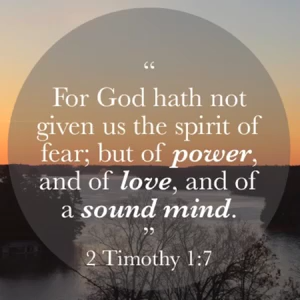 “
For God hath not
given us the spirit of
fear; but of power,
and of love, and of
a sound mind.
”
2 Timothy 1:7